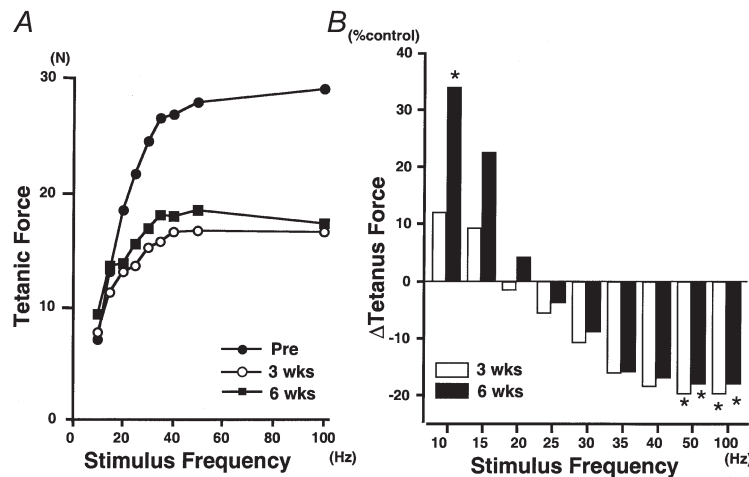 A
(N)
30
20
10
0
Tetanic Force
Pre
3 wks
6 wks
0 20 40 60 80 100
(Hz)
Stimulus Frequency
B
(%control)
40
30
20
10
0
-10
-20
ΔTetanus Force
*
3 wks
6 wks
* * * *
10 15 20 25 30 35 40 50 100
(Hz)
Stimulus Frequency